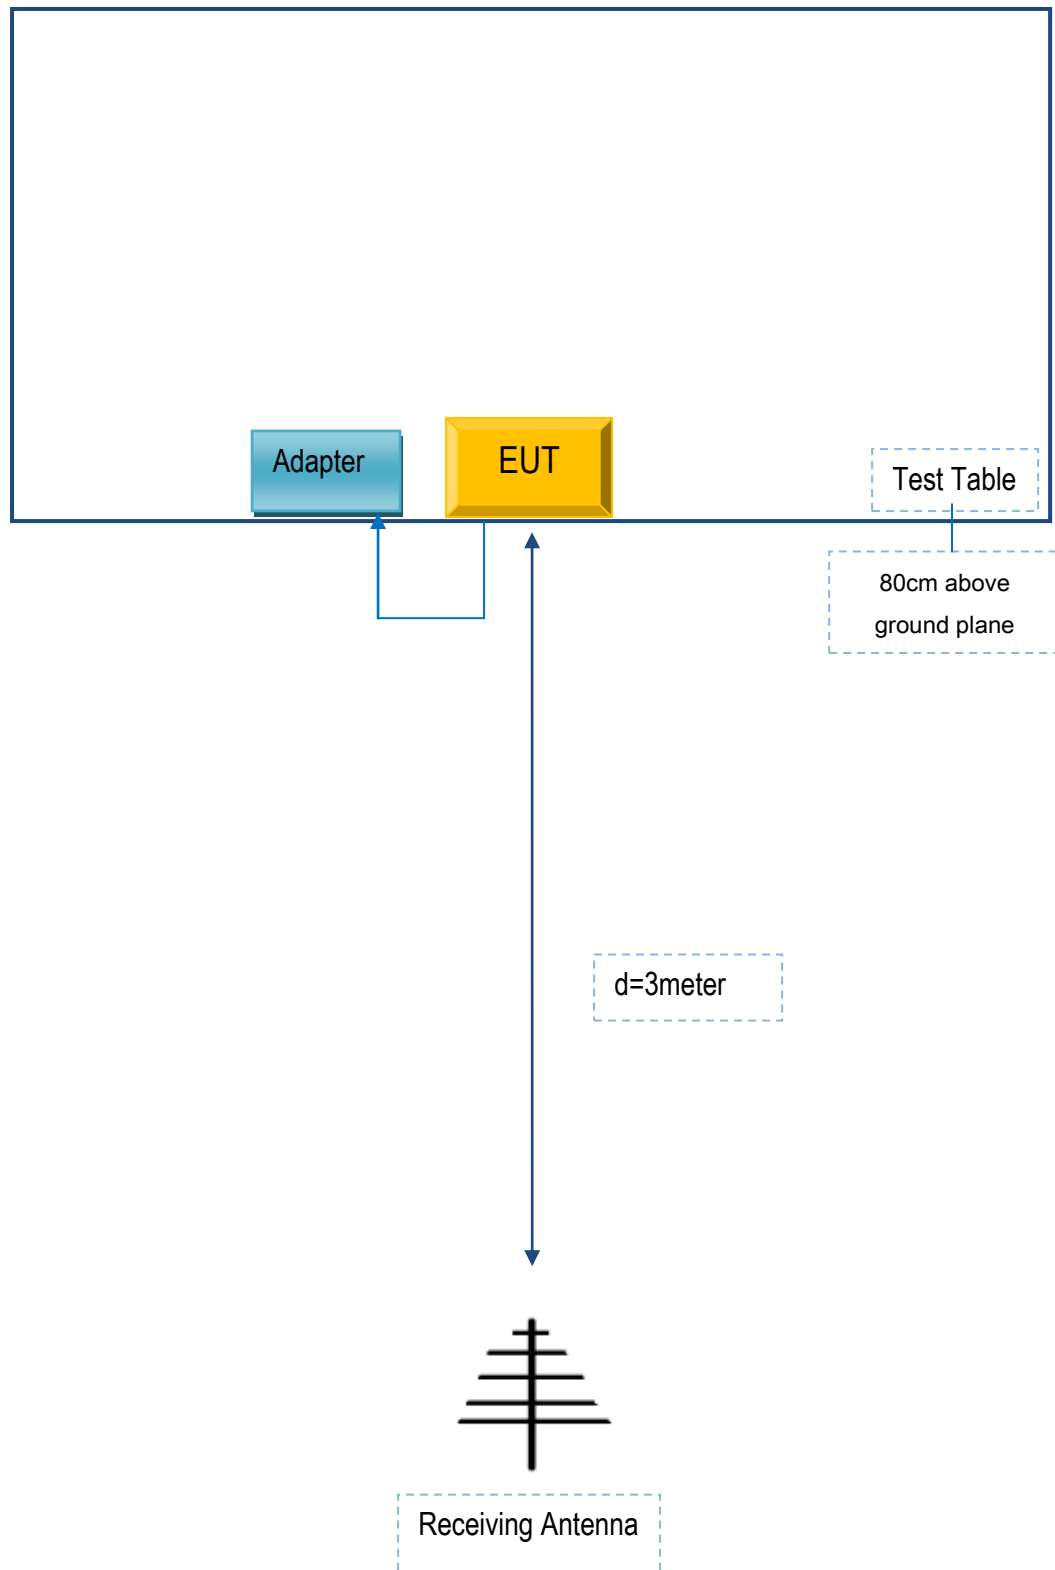 Adapter
EUT
Test Table
80cm above
ground plane
d=3meter
Receiving Antenna